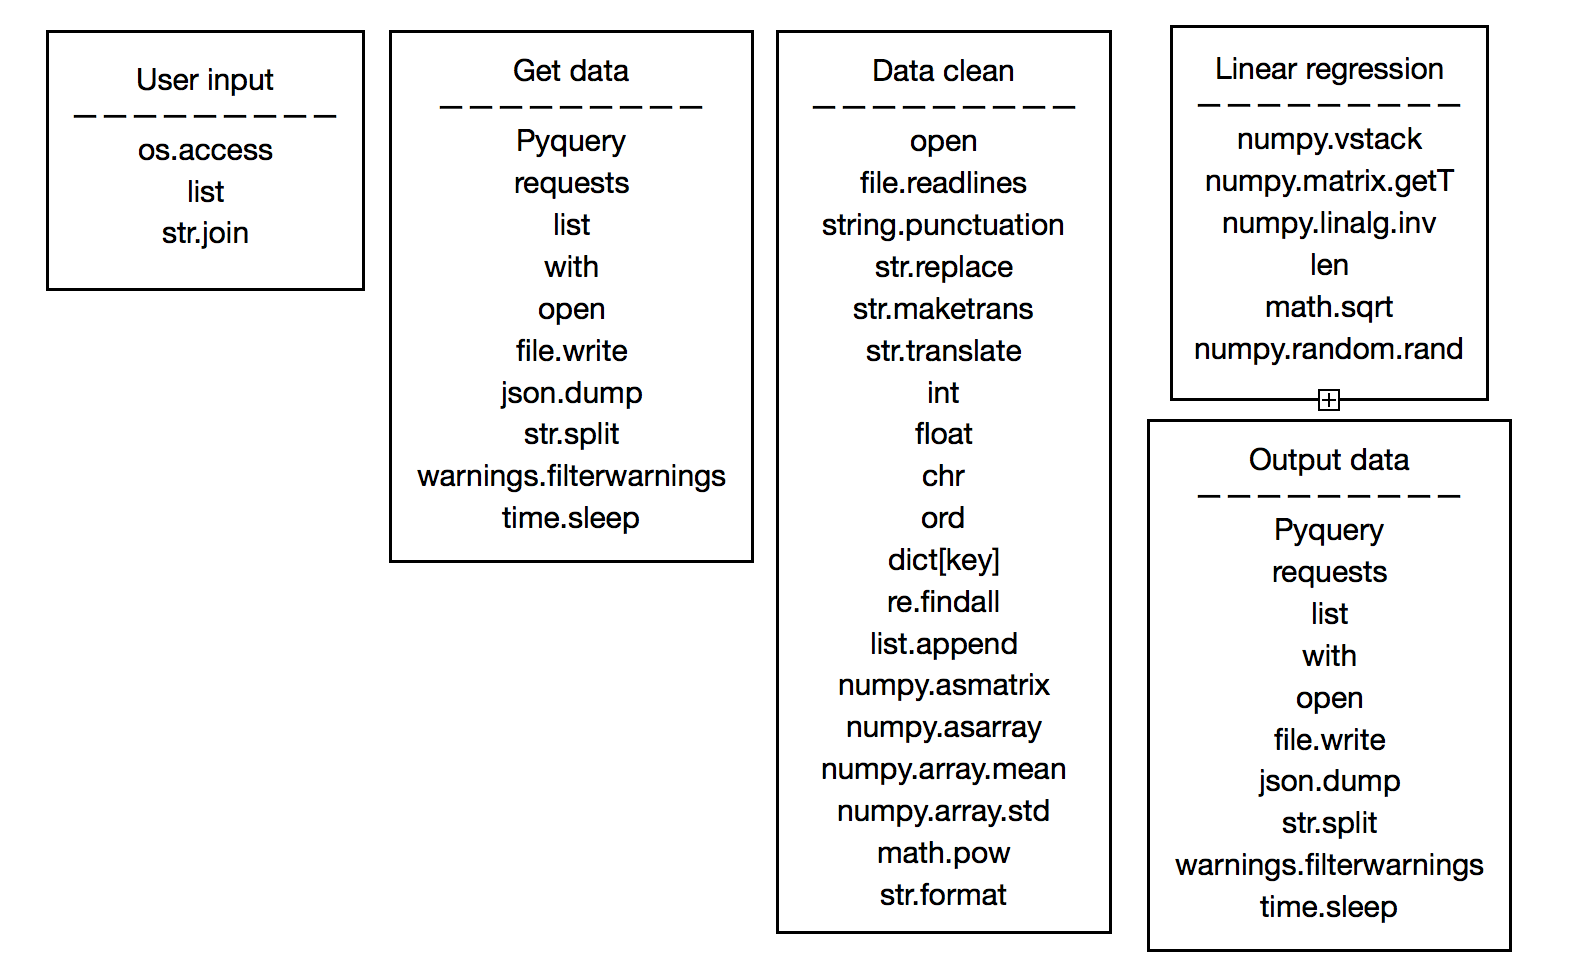 User input
— — — — — — — — —
os.access
list
str.join
Get data
— — — — — — — — —
Pyquery
requests
list
with
open
file.write
json.dump
str.split
warnings.filterwarnings
time.sleep
Data clean
— — — — — — — — —
open
file.readlines
string.punctuation
str.replace
str.maketrans
str.translate
int
float
chr
ord
dict[key]
re.findall
list.append
numpy.asmatrix
numpy.asarray
numpy.array.mean
numpy.array.std
math.pow
str.format
Linear regression
— — — — — — — — —
numpy.vstack
numpy.matrix.getT
numpy.linalg.inv
len
math.sqrt
numpy.random.rand
Output data
— — — — — — — — —
Pyquery
requests
list
with
open
file.write
json.dump
str.split
warnings.filterwarnings
time.sleep